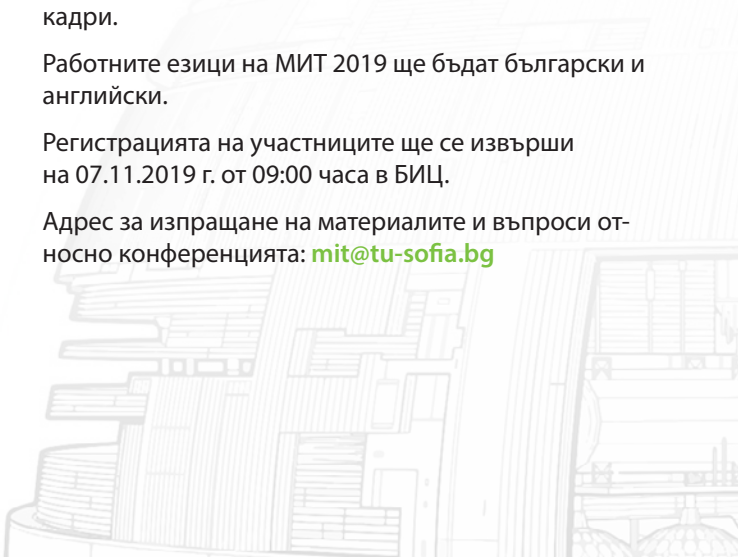 кадри.
Работните езици на МИТ 2019 ще бъдат български и
английски.
Регистрацията на участниците ще се извърши
на 07.11.2019 г. от 09:00 часа в БИЦ.
Адрес за изпращане на материалите и въпроси от-
носно конференцията: mit@tu-sofia.bg